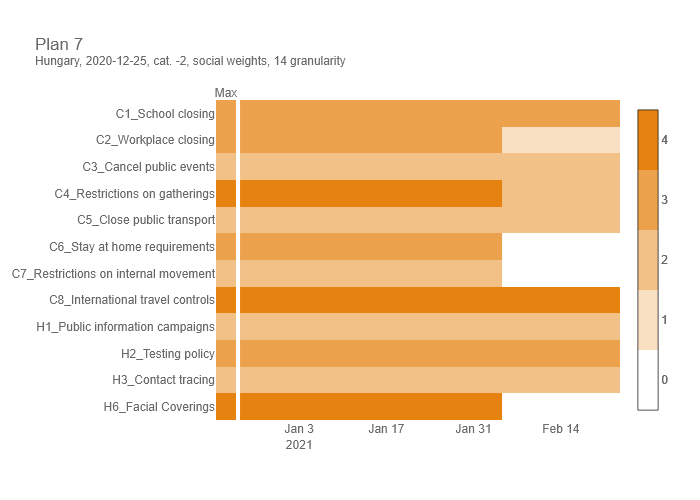 Plan 7
Hungary, 2020-12-25, cat. -2, social weights, 14 granularity
Max
C1_School closing
C2_Workplace closing
C3_Cancel public events
C4_Restrictions on gatherings
C5_Close public transport
C6_Stay at home requirements
C7_Restrictions on internal movement
C8_International travel controls
H1_Public information campaigns
H2_Testing policy
H3_Contact tracing
H6_Facial Coverings
Jan 3 Jan 17 Jan 31 Feb 14
2021
4
3
2
1
0